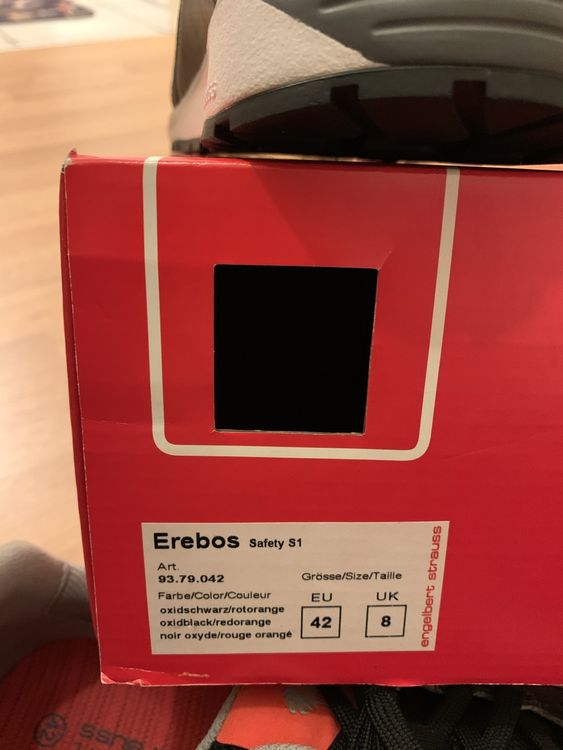 Erebos Safety S1
Art.
93.79.042
Grösse/Size/Taille
Farbe/Color/Couleur
EU UK
oxidschwarz/rotorange
oxidblack/redorange
noir oxyde/rouge orangé
42 8
engelbert strauss
42